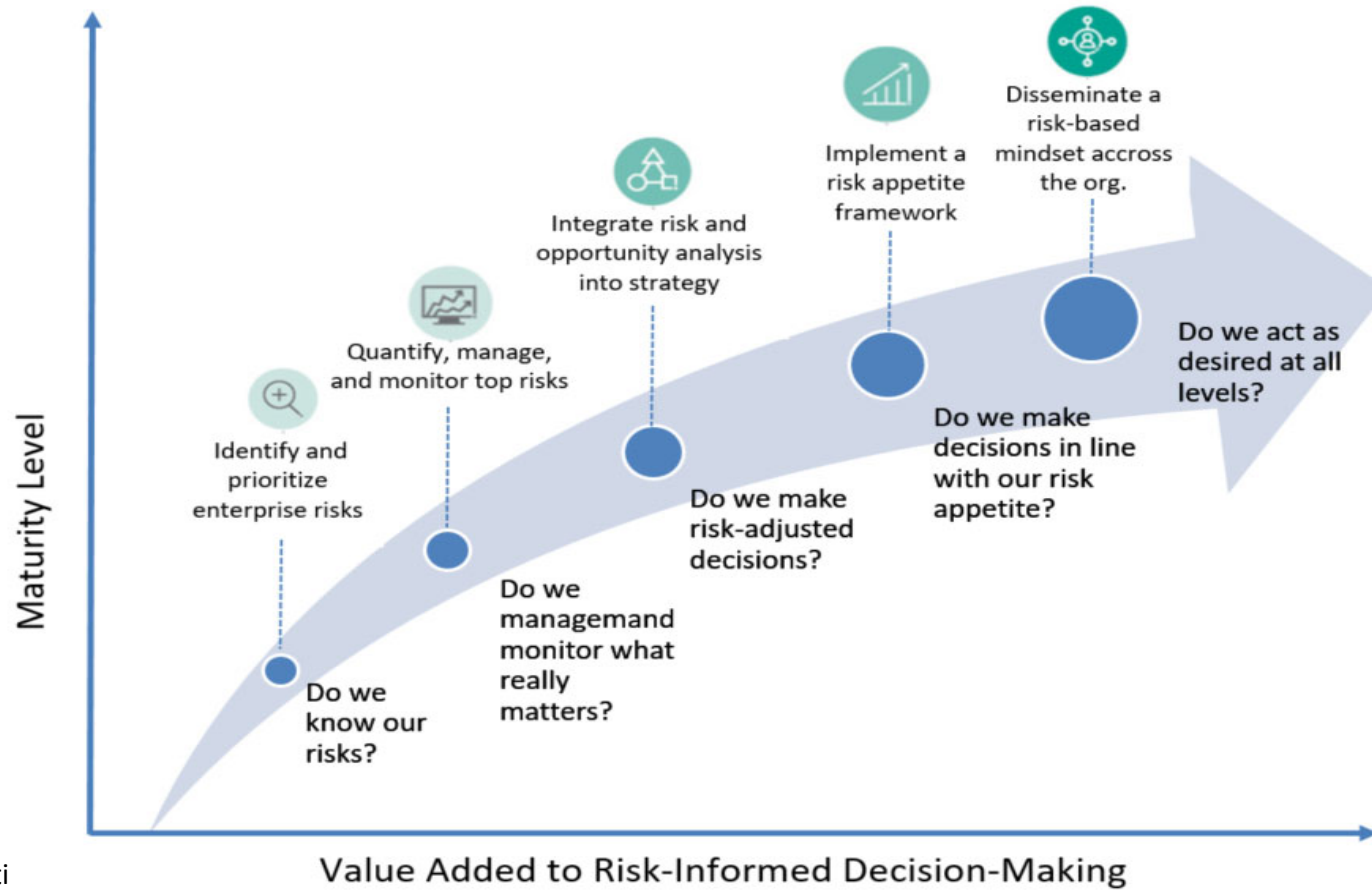 Disseminate a
risk-based
mindset accross
the org.
Implement a
risk appetite
framework
Integrate risk and
opportunity analysis
into strategy
Quantify, manage,
and monitor top risks
Identify and
prioritize
enterprise risks
Do we act as
desired at all
levels?
Do we make
decisions in line
with our risk
appetite?
Do we make
risk-adjusted
decisions?
Do we
managemand
monitor what
really
matters?
Do we
know our
risks?
Maturity Level
Value Added to Risk-Informed Decision-Making